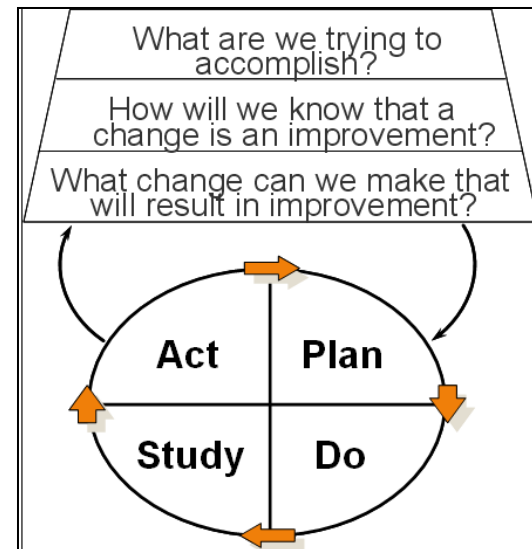 What are we trying to
accomplish?
How will we know that a
change is an improvement?
What change can we make that
will result in improvement?
Act
Plan
Study
Do